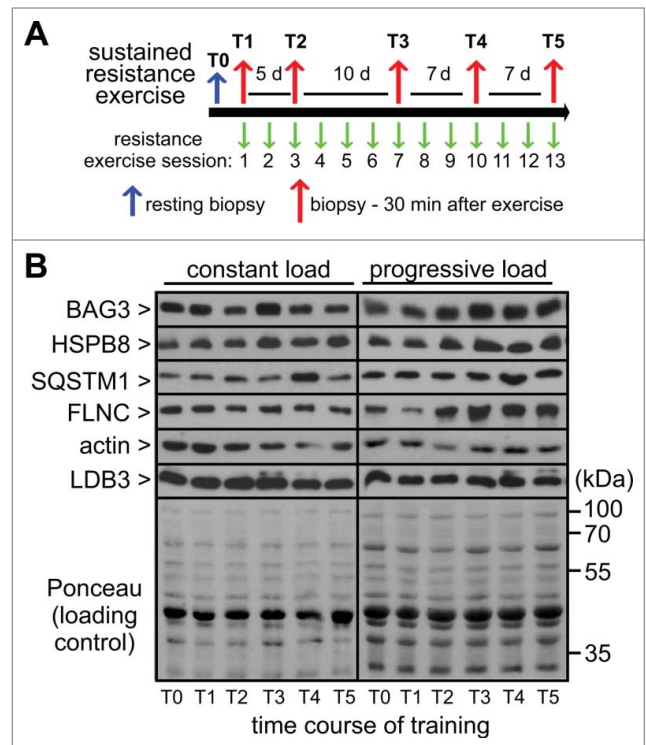 A
sustained
resistance
exercise
T0 T1 T2 T3 T4 T5
5 d 10 d 7 d 7 d
resistance
exercise session: 1 2 3 4 5 6 7 8 9 10 11 12 13
resting biopsy biopsy - 30 min after exercise
B
constant load progressive load
BAG3 >
HSPB8 >
SQSTM1 >
FLNC >
actin >
LDB3 > (kDa)
100
70
55
Ponceau
(loading
control)
35
T0 T1 T2 T3 T4 T5 T0 T1 T2 T3 T4 T5
time course of training